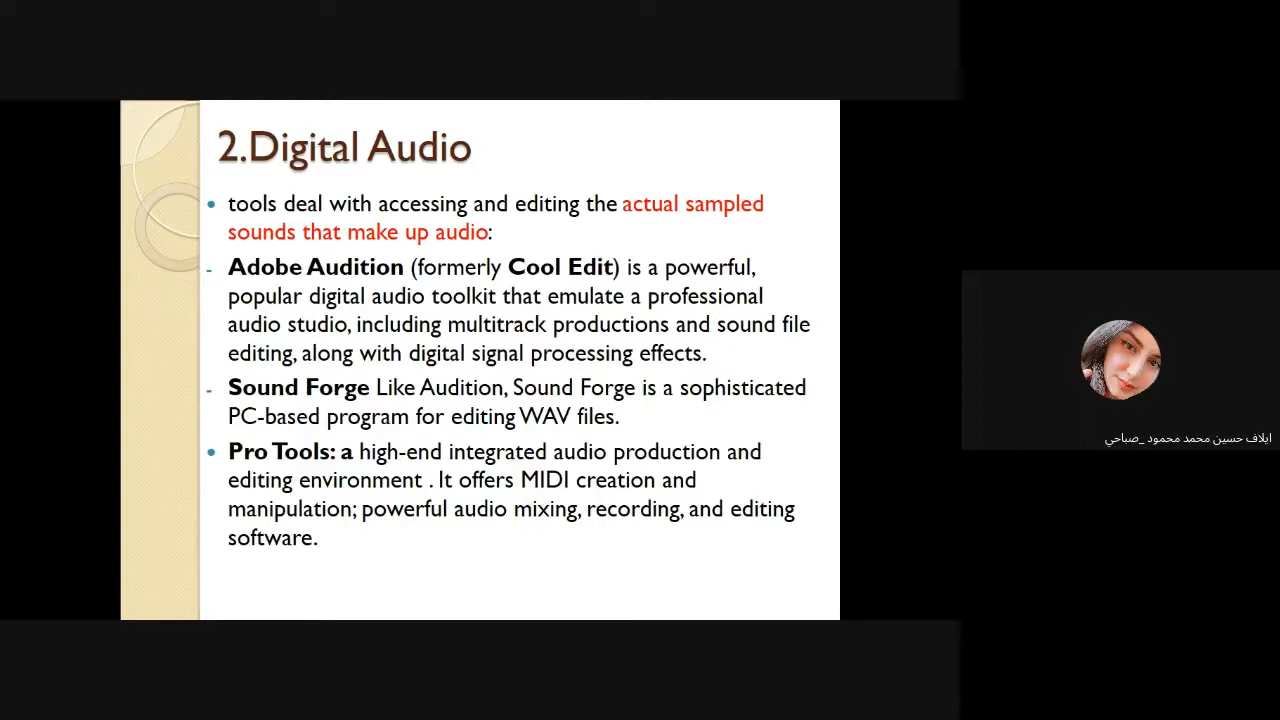 2.Digital Audio
• tools deal with accessing and editing the actual sampled
sounds that make up audio:
- Adobe Audition (formerly Cool Edit) is a powerful,
popular digital audio toolkit that emulate a professional
audio studio, including multitrack productions and sound file
editing, along with digital signal processing effects.
- Sound Forge Like Audition, Sound Forge is a sophisticated
PC-based program for editing WAV files.
• Pro Tools: a high-end integrated audio production and
editing environment . It offers MIDI creation and
manipulation; powerful audio mixing, recording, and editing
software.
ايلاف حسين محمد محمود _صباحي